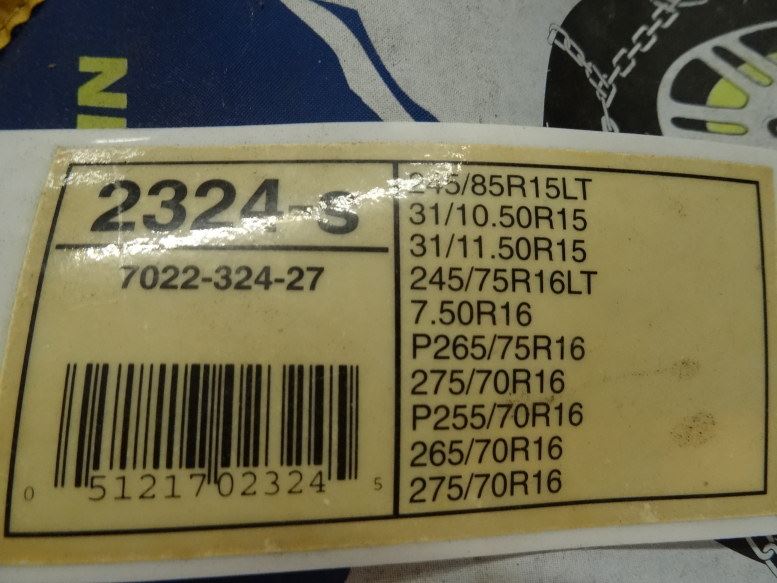 IN
2324-s
7022-324-27
0 51217 02324 5
245/85R15LT
31/10.50R15
31/11.50R15
245/75R16LT
7.50R16
P265/75R16
275/70R16
P255/70R16
265/70R16
275/70R16